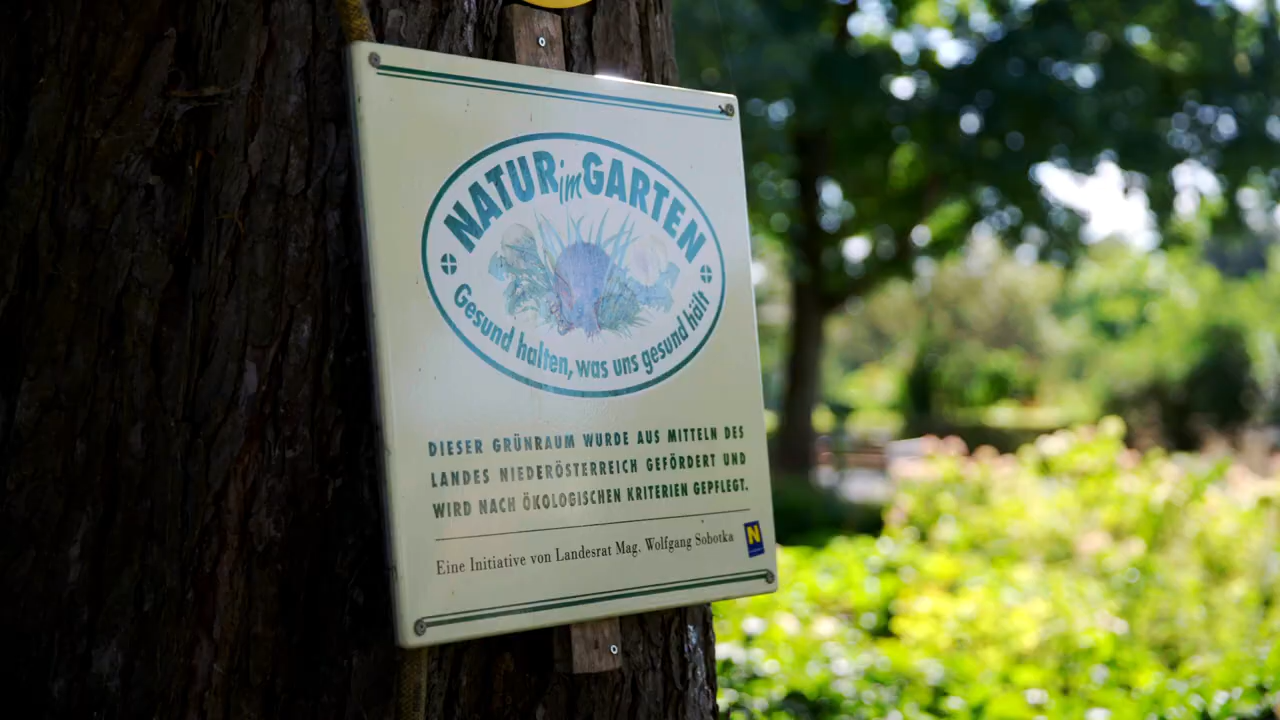 NATUR im GARTEN
Gesund halten, was uns gesund hält
DIESER GRÜNRAUM WURDE AUS MITTELN DES
LANDES NIEDERÖSTERREICH GEFÖRDERT UND
WIRD NACH ÖKOLOGISCHEN KRITERIEN GEPFLEGT.
Eine Initiative von Landesrat Mag. Wolfgang Sobotka
N